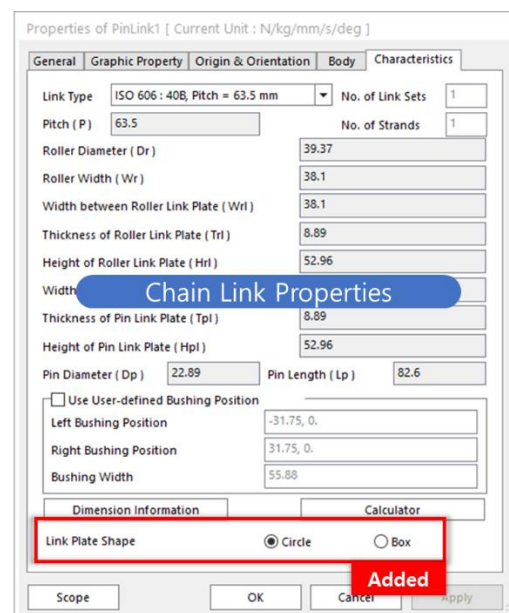 Properties of PinLink1 [ Current Unit : N/kg/mm/s/deg ]
General Graphic Property Origin & Orientation Body Characteristics
Link Type ISO 606 : 40B, Pitch = 63.5 mm No. of Link Sets 1
Pitch ( P ) 63.5 No. of Strands 1
Roller Diameter ( Dr ) 39.37
Roller Width ( Wr ) 38.1
Width between Roller Link Plate ( Wrl ) 38.1
Thickness of Roller Link Plate ( Trl ) 8.89
Height of Roller Link Plate ( Hrl ) 52.96
Width
Chain Link Properties
Thickness of Pin Link Plate ( Tpl ) 8.89
Height of Pin Link Plate ( Hpl ) 52.96
Pin Diameter ( Dp ) 22.89 Pin Length ( Lp ) 82.6
Use User-defined Bushing Position
Left Bushing Position -31.75, 0.
Right Bushing Position 31.75, 0.
Bushing Width 55.88
Dimension Information Calculator
Link Plate Shape Circle Box
Added
Scope OK Cancel Apply